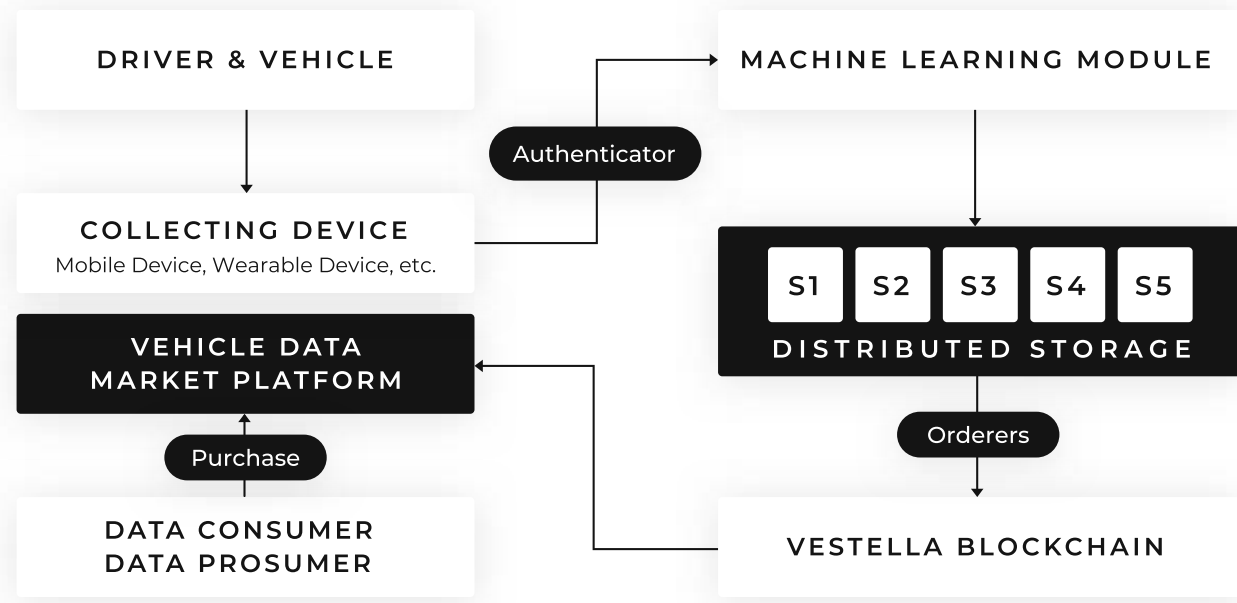 DRIVER & VEHICLE
COLLECTING DEVICE
Mobile Device, Wearable Device, etc.
Authenticator
MACHINE LEARNING MODULE
S1 S2 S3 S4 S5
DISTRIBUTED STORAGE
Orderers
VESTELLA BLOCKCHAIN
VEHICLE DATA
MARKET PLATFORM
Purchase
DATA CONSUMER
DATA PROSUMER